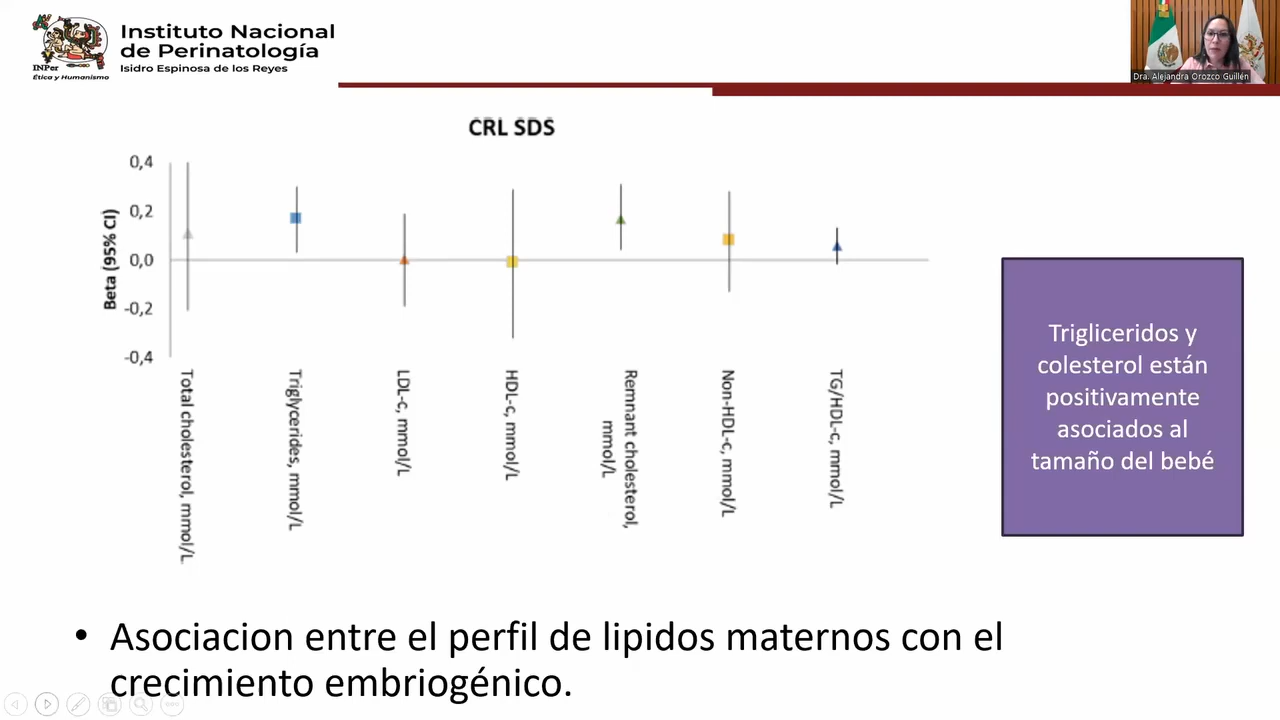 Instituto Nacional
de Perinatología
Isidro Espinosa de los Reyes
INPer
Ética y Humanismo
Dra. Alejandra Orozco Guillén
CRL SDS
Beta (95% CI)
0,4
0,2
0,0
-0,2
-0,4
Total cholesterol, mmol/L
Triglycerides, mmol/L
LDL-c, mmol/L
HDL-c, mmol/L
Remnant cholesterol,
mmol/L
Non-HDL-c, mmol/L
TG/HDL-c, mmol/L
Trigliceridos y
colesterol están
positivamente
asociados al
tamaño del bebé
• Asociacion entre el perfil de lipidos maternos con el
crecimiento embriogénico.